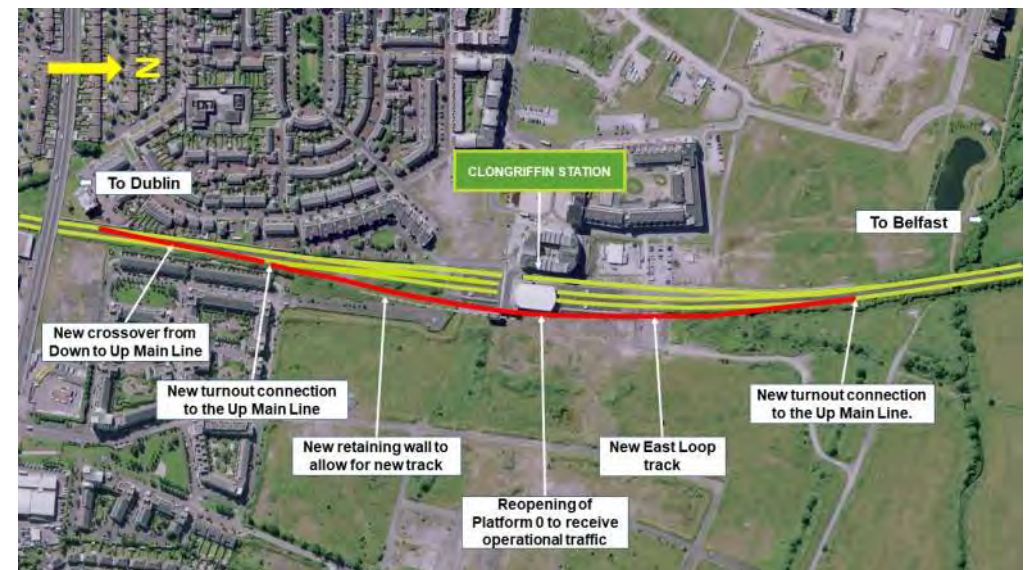 N
CLONGRIFFIN STATION
To Dublin
To Belfast
New crossover from
Down to Up Main Line
New turnout connection
to the Up Main Line
New retaining wall to
allow for new track
Reopening of
Platform 0 to receive
operational traffic
New East Loop
track
New turnout connection
to the Up Main Line.